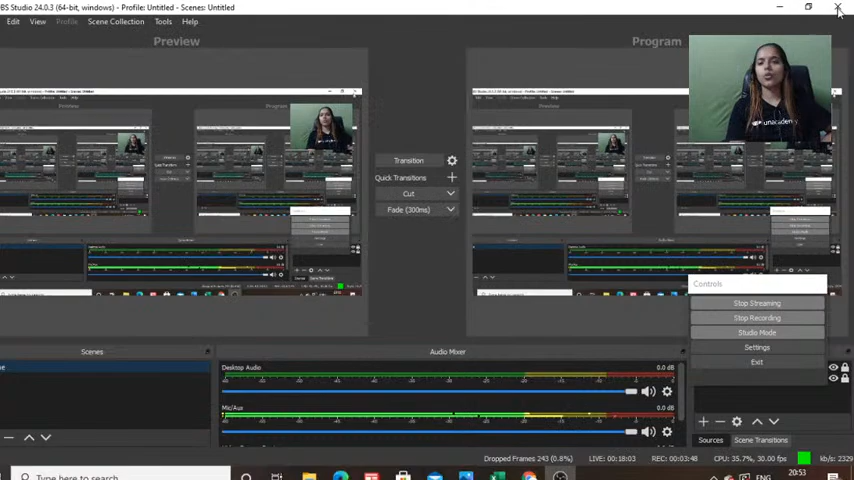 BS Studio 24.0.3 (64-bit, windows) - Profile: Untitled - Scenes: Untitled
Edit View Profile Scene Collection Tools Help
Preview
Program
unacademy
Transition
Quick Transitions
Cut
Fade (300ms)
Controls
Stop Streaming
Stop Recording
Studio Mode
Settings
Exit
Scenes
Audio Mixer
Desktop Audio
0.0 dB
Mic/Aux
0.0 dB
Sources
Scene Transitions
Dropped Frames 243 (0.8%)
LIVE: 00:18:03
REC: 00:03:48
CPU: 35.7%, 30.00 fps
kb/s: 2329
Type here to search
ENG
20:53